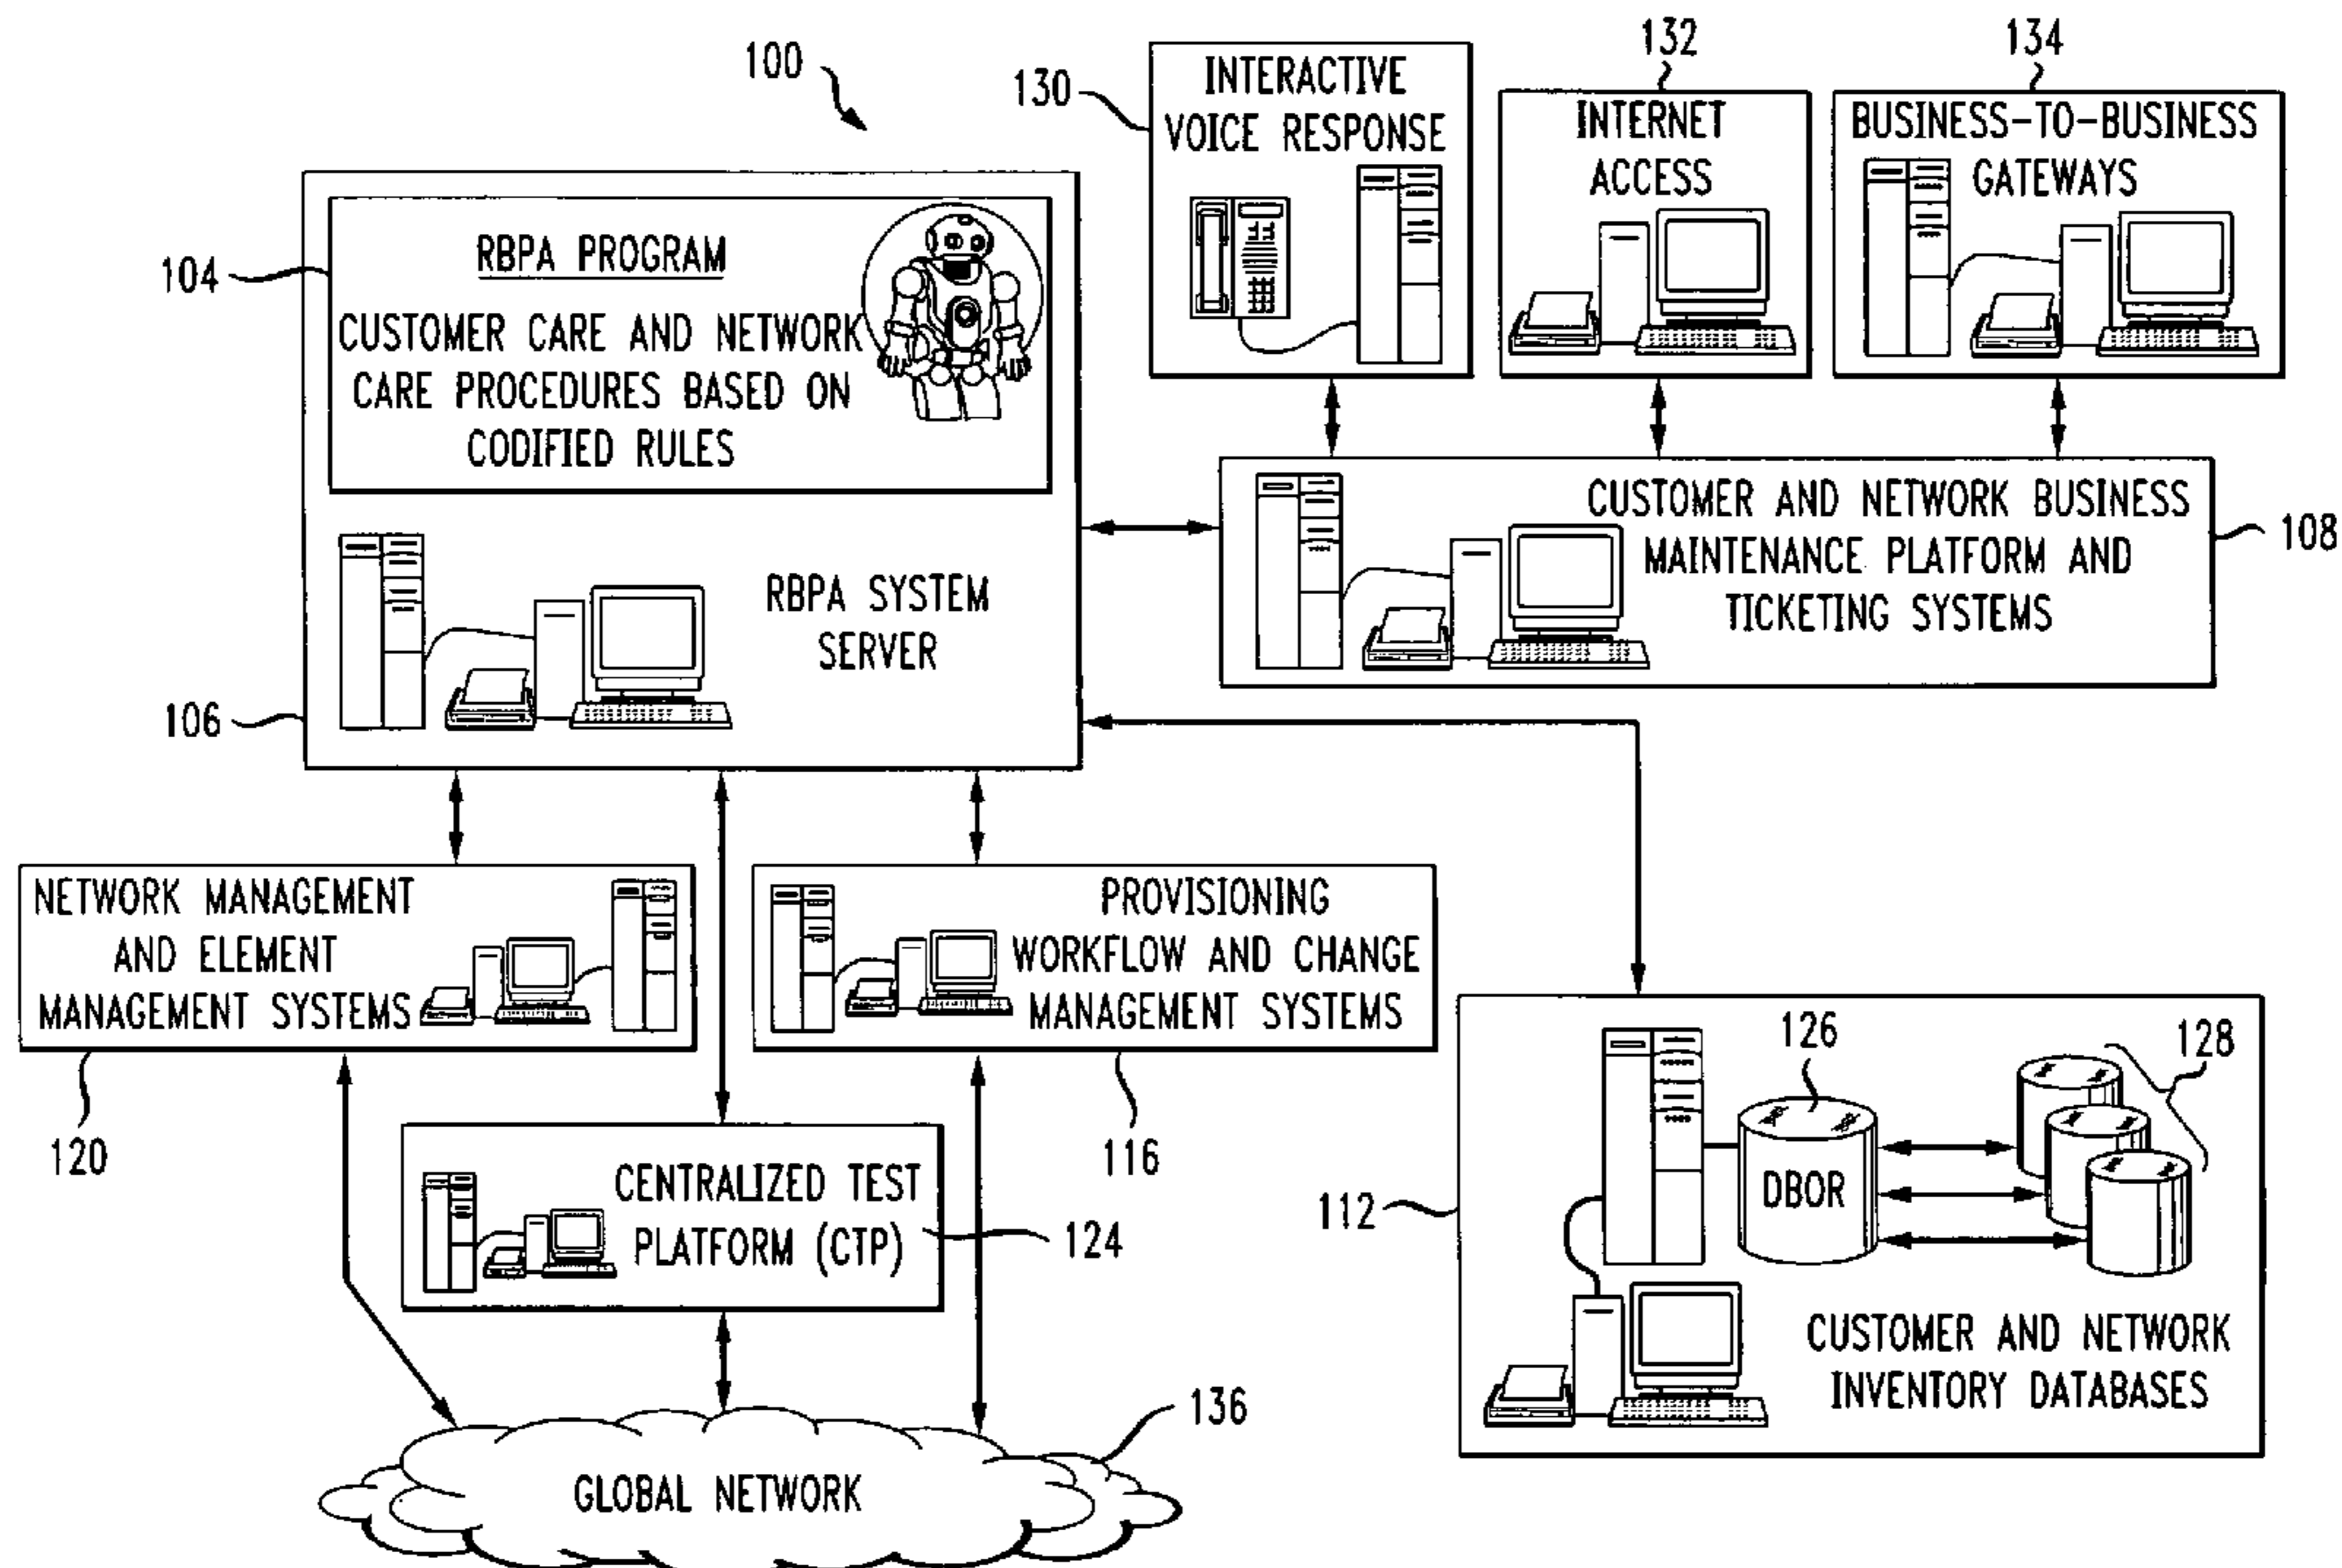 100
130
INTERACTIVE
VOICE RESPONSE
132
INTERNET
ACCESS
134
BUSINESS-TO-BUSINESS
GATEWAYS
104
RBPA PROGRAM
CUSTOMER CARE AND NETWORK
CARE PROCEDURES BASED ON
CODIFIED RULES
106
RBPA SYSTEM
SERVER
CUSTOMER AND NETWORK BUSINESS
MAINTENANCE PLATFORM AND
TICKETING SYSTEMS
108
NETWORK MANAGEMENT
AND ELEMENT
MANAGEMENT SYSTEMS
120
PROVISIONING
WORKFLOW AND CHANGE
MANAGEMENT SYSTEMS
116
CENTRALIZED TEST
PLATFORM (CTP)
124
112
126
128
DBOR
CUSTOMER AND NETWORK
INVENTORY DATABASES
136
GLOBAL NETWORK